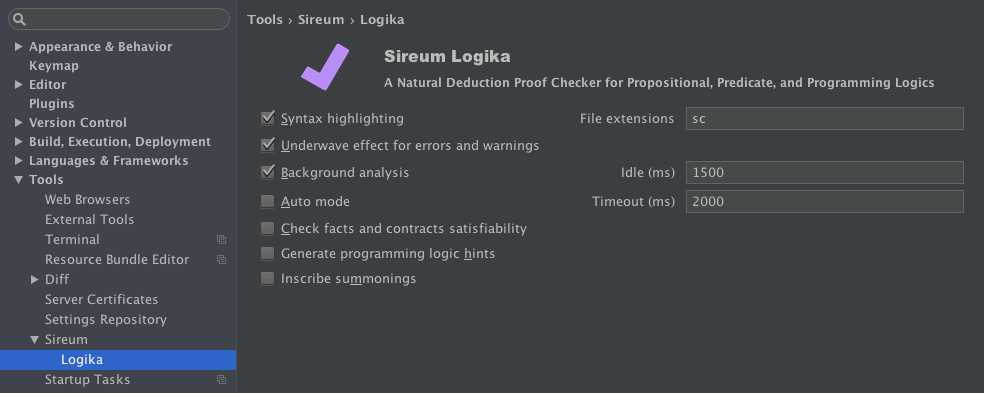 Appearance & Behavior
Keymap
Editor
Plugins
Version Control
Build, Execution, Deployment
Languages & Frameworks
Tools
Web Browsers
External Tools
Terminal
Resource Bundle Editor
Diff
Server Certificates
Settings Repository
Sireum
Logika
Startup Tasks
Tools › Sireum › Logika
Sireum Logika
A Natural Deduction Proof Checker for Propositional, Predicate, and Programming Logics
Syntax highlighting File extensions sc
Underwave effect for errors and warnings
Background analysis Idle (ms) 1500
Auto mode Timeout (ms) 2000
Check facts and contracts satisfiability
Generate programming logic hints
Inscribe summonings